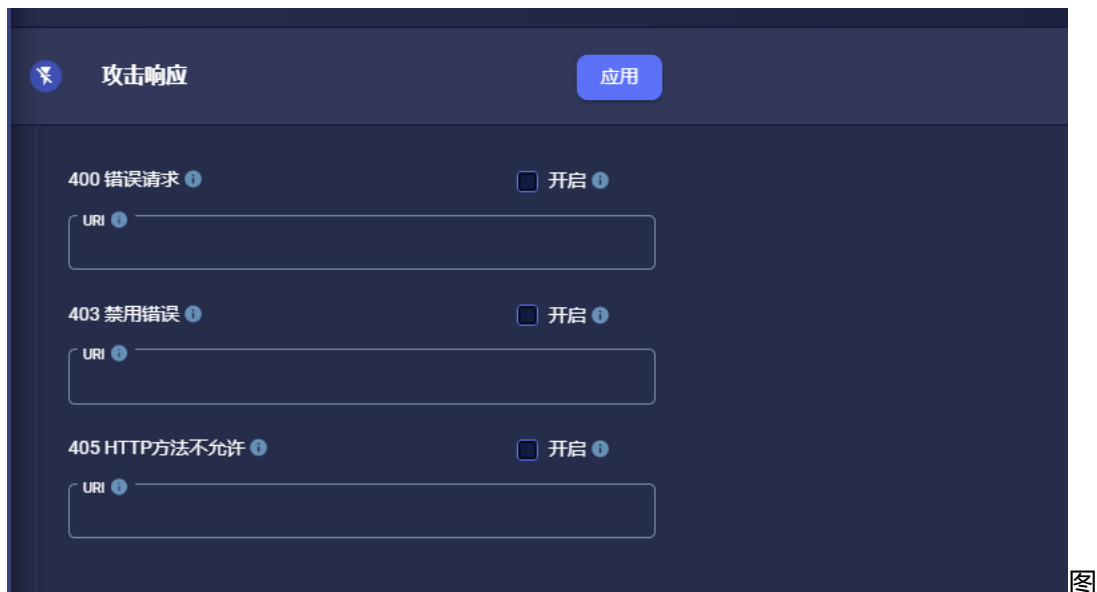 攻击响应 应用
400 错误请求 开启
URI
403 禁用错误 开启
URI
405 HTTP方法不允许 开启
URI
图